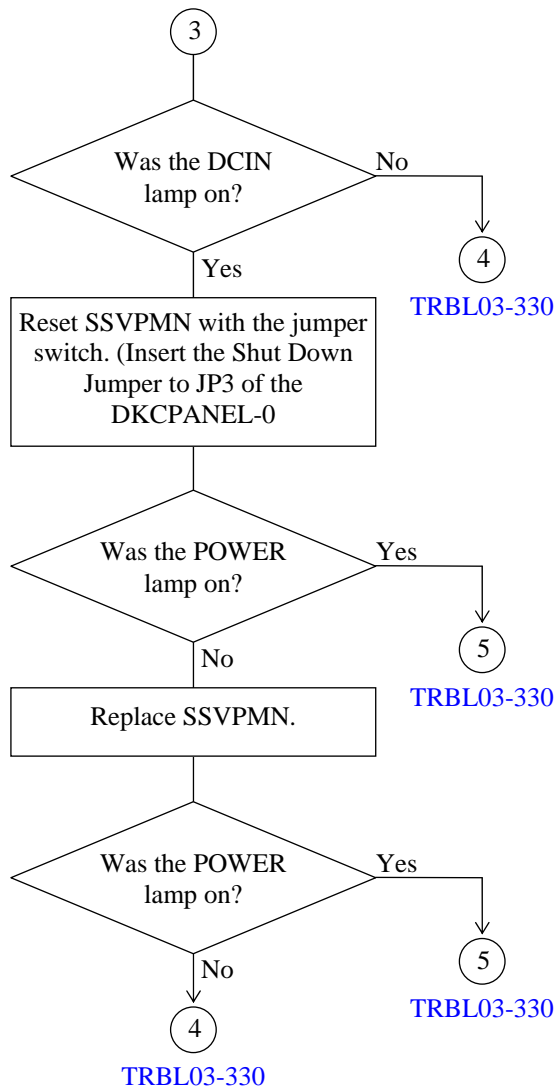 3
Was the DCIN
lamp on?
No
4
TRBL03-330
Yes
Reset SSVPMN with the jumper
switch. (Insert the Shut Down
Jumper to JP3 of the
DKCPANEL-0
Was the POWER
lamp on?
Yes
5
TRBL03-330
No
Replace SSVPMN.
Was the POWER
lamp on?
Yes
5
TRBL03-330
No
4
TRBL03-330